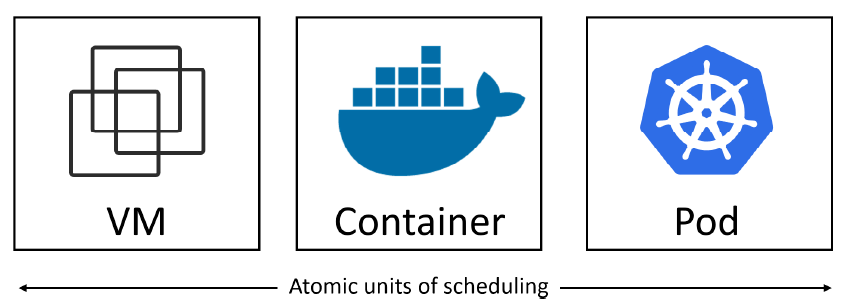 VM
Container
Pod
Atomic units of scheduling